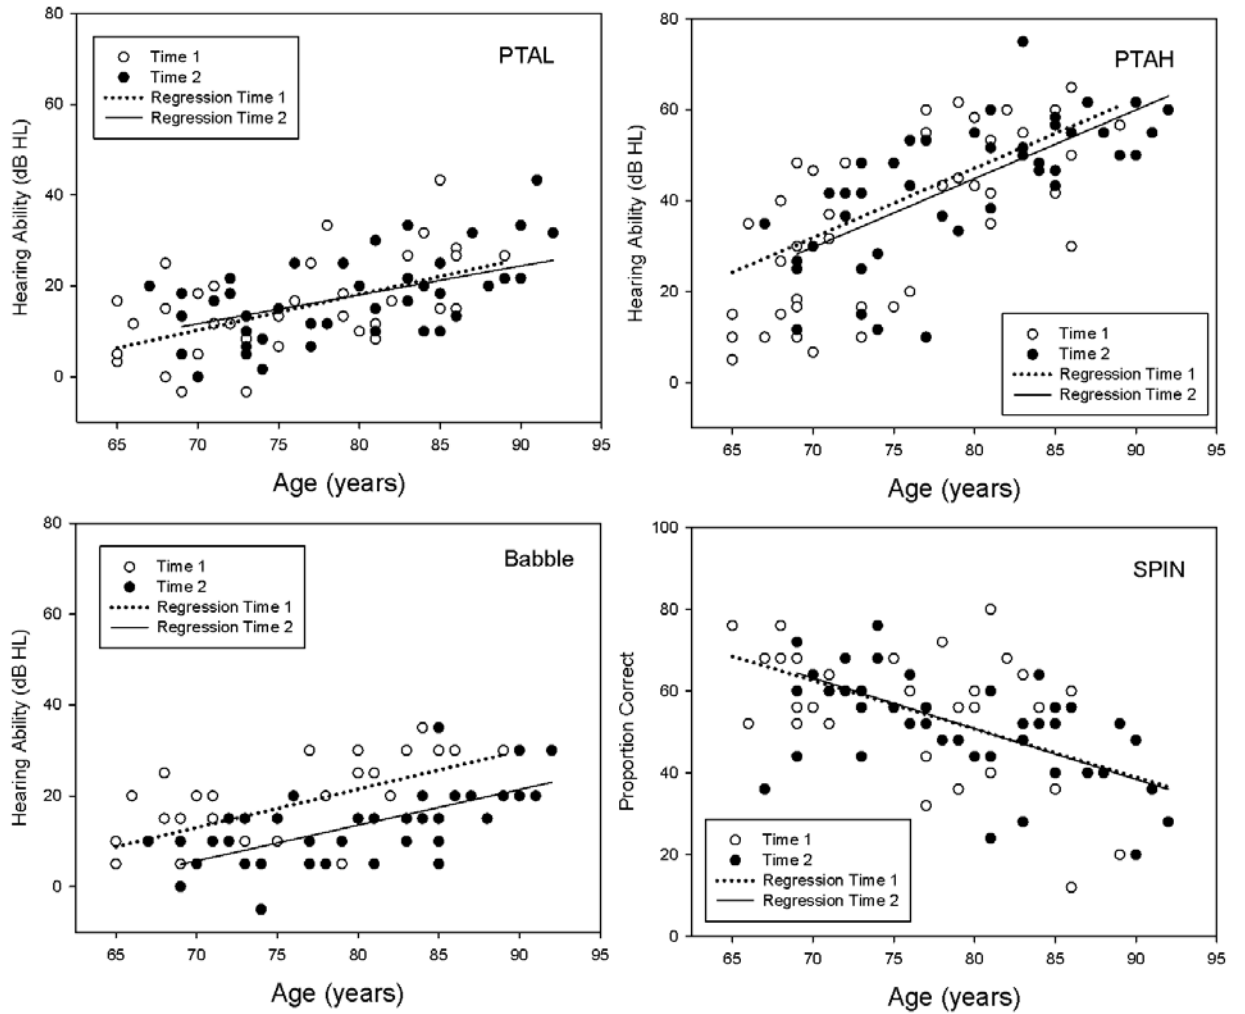 PTAL
Time 1
Time 2
Regression Time 1
Regression Time 2
80
60
40
20
0
Hearing Ability (dB HL)
65 70 75 80 85 90 95
Age (years)
PTAH
80
60
40
20
0
Hearing Ability (dB HL)
Time 1
Time 2
Regression Time 1
Regression Time 2
65 70 75 80 85 90 95
Age (years)
Babble
Time 1
Time 2
Regression Time 1
Regression Time 2
80
60
40
20
0
Hearing Ability (dB HL)
65 70 75 80 85 90 95
Age (years)
SPIN
100
80
60
40
20
0
Proportion Correct
Time 1
Time 2
Regression Time 1
Regression Time 2
65 70 75 80 85 90 95
Age (years)